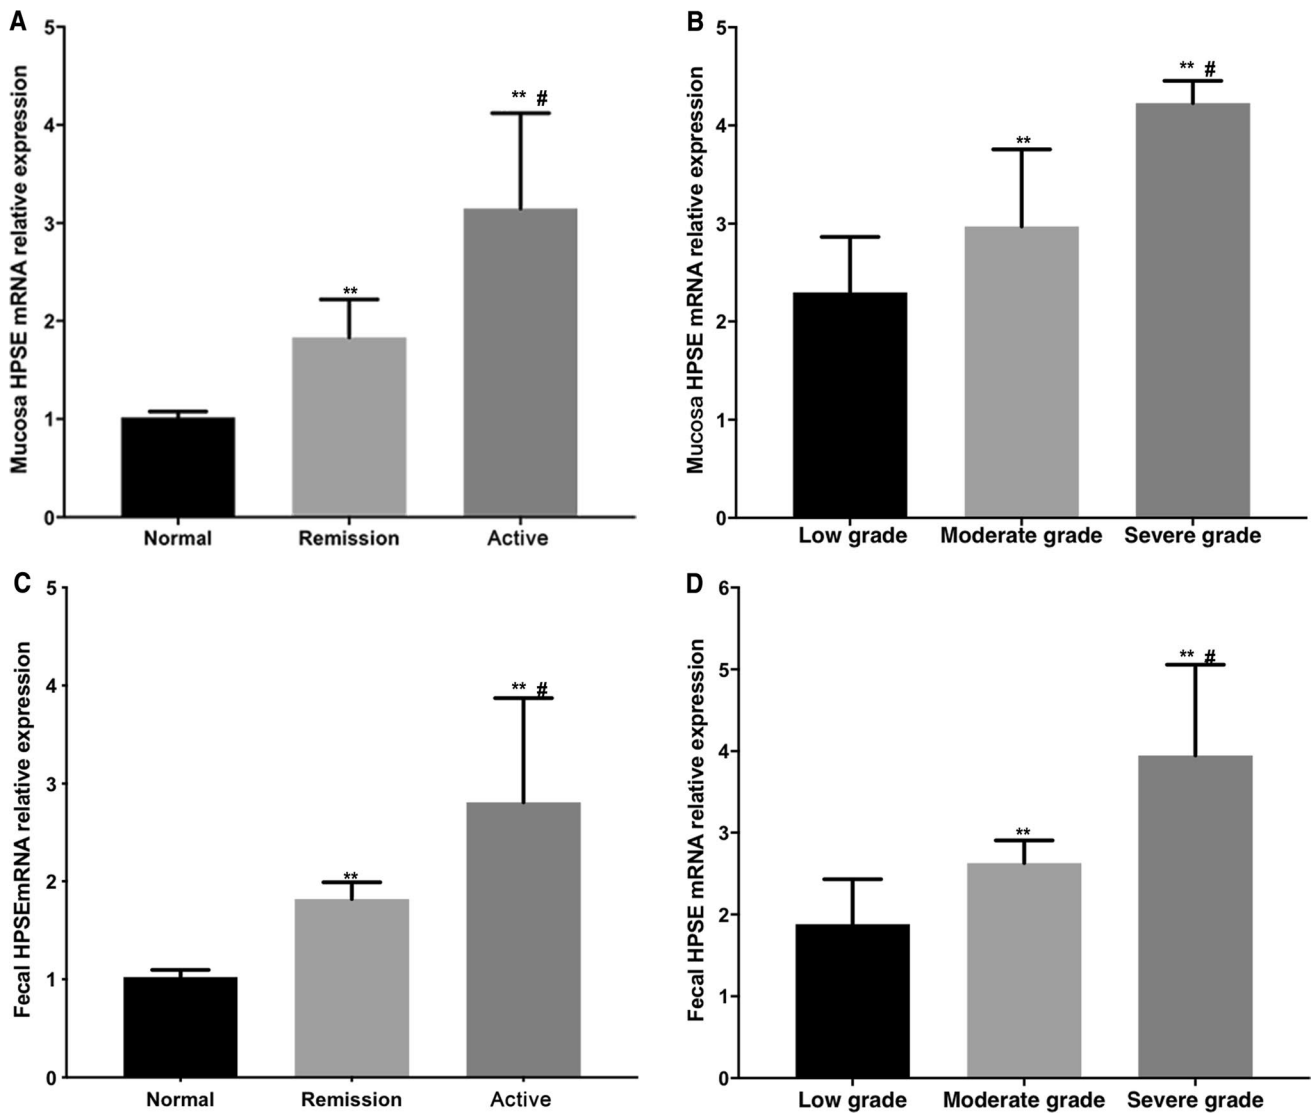 A
Mucosa HPSE mRNA relative expression
5
4
3
2
1
0
**
** #
Normal Remission Active
B
Mucosa HPSE mRNA relative expression
5
4
3
2
1
0
**
** #
Low grade Moderate grade Severe grade
C
Fecal HPSEmRNA relative expression
5
4
3
2
1
0
**
** #
Normal Remission Active
D
Fecal HPSE mRNA relative expression
6
5
4
3
2
1
0
**
** #
Low grade Moderate grade Severe grade